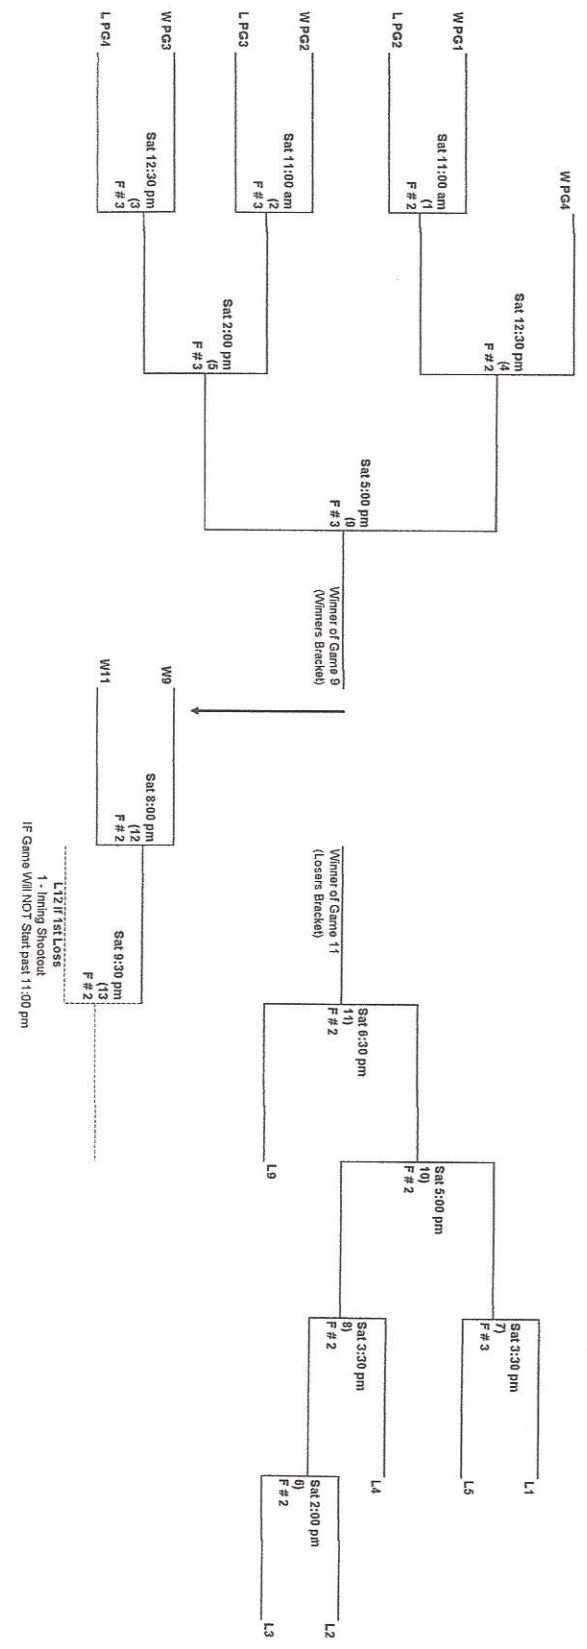 W PG4
W PG1
Sat 11:00 am
(1
F # 2
L PG2
Sat 12:30 pm
(4
F # 2
W PG2
Sat 11:00 am
(2
F # 3
L PG3
Sat 2:00 pm
(5
F # 3
W PG3
Sat 12:30 pm
(3
F # 3
L PG4
Sat 5:00 pm
(9
F # 3
Winner of Game 9
(Winners Bracket)
W9
Sat 8:00 pm
(12
F # 2
W11
Sat 9:30 pm
(13
F # 2
L12 if 1st Loss
1 - Inning Shootout
IF Game Will NOT Start past 11:00 pm
Winner of Game 11
(Losers Bracket)
Sat 6:30 pm
11)
F # 2
L9
Sat 5:00 pm
10)
F # 2
L1
Sat 3:30 pm
7)
F # 3
L5
L4
Sat 3:30 pm
8)
F # 2
L2
Sat 2:00 pm
6)
F # 2
L3